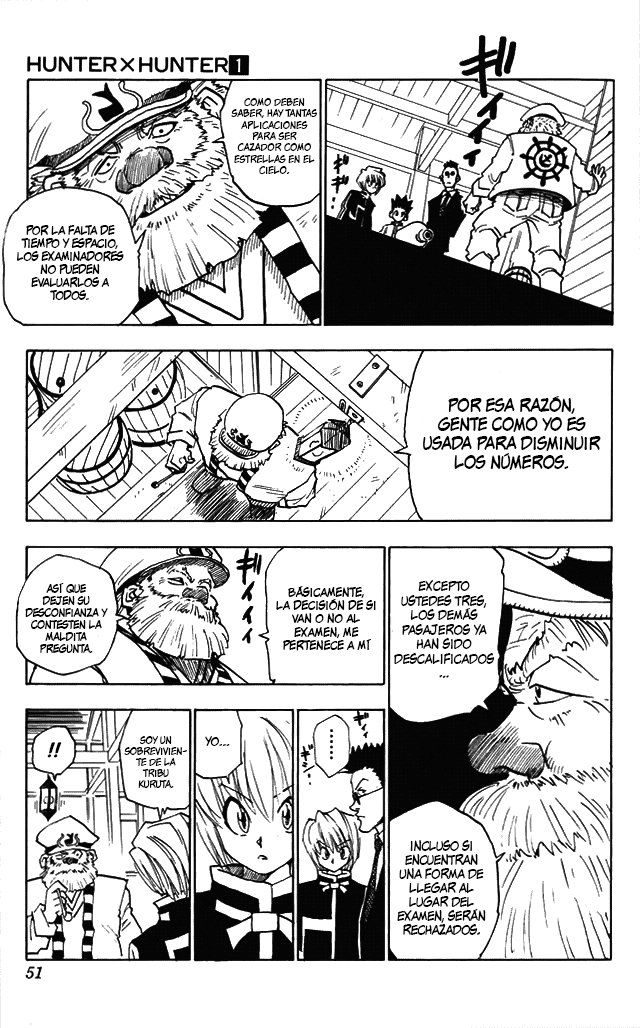 HUNTER×HUNTER 1
COMO DEBEN
SABER, HAY TANTAS
APLICACIONES
PARA SER
CAZADOR COMO
ESTRELLAS EN EL
CIELO.
POR LA FALTA DE
TIEMPO Y ESPACIO,
LOS EXAMINADORES
NO PUEDEN
EVALUARLOS A
TODOS.
POR ESA RAZÓN,
GENTE COMO YO ES
USADA PARA DISMINUIR
LOS NÚMEROS.
ASÍ QUE
DEJEN SU
DESCONFIANZA Y
CONTESTEN LA
MALDITA
PREGUNTA.
BÁSICAMENTE,
LA DECISIÓN DE SI
VAN O NO AL
EXAMEN, ME
PERTENECE A MÍ
EXCEPTO
USTEDES TRES,
LOS DEMÁS
PASAJEROS YA
HAN SIDO
DESCALIFICADOS
...
INCLUSO SI
ENCUENTRAN
UNA FORMA DE
LLEGAR AL
LUGAR DEL
EXAMEN, SERÁN
RECHAZADOS.
!!
SOY UN
SOBREVIVIEN-
TE DE LA
TRIBU
KURUTA.
YO...
......
51